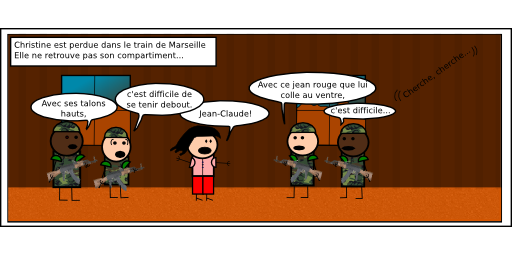 Christine est perdue dans le train de Marseille
Elle ne retrouve pas son compartiment...
Avec ses talons
hauts,
c'est difficile de
se tenir debout.
Jean-Claude!
Avec ce jean rouge que lui
colle au ventre,
c'est difficile...
(( Cherche, cherche... ))